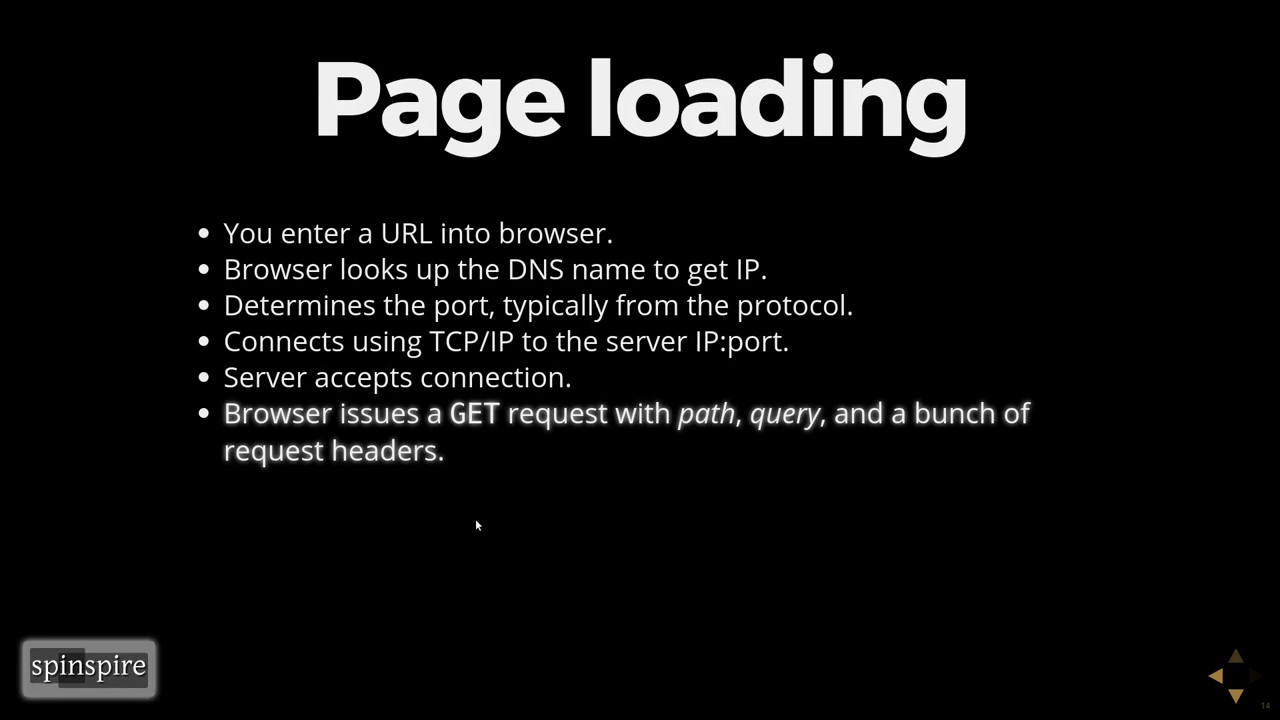 Page loading
You enter a URL into browser.
Browser looks up the DNS name to get IP.
Determines the port, typically from the protocol.
Connects using TCP/IP to the server IP:port.
Server accepts connection.
Browser issues a GET request with path, query, and a bunch of
request headers.
spinspire
14